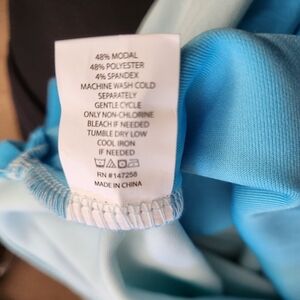 48% MODAL
48% POLYESTER
4% SPANDEX
MACHINE WASH COLD
SEPARATELY
GENTLE CYCLE
ONLY NON-CHLORINE
BLEACH IF NEEDED
TUMBLE DRY LOW
COOL IRON
IF NEEDED
RN #147258
MADE IN CHINA